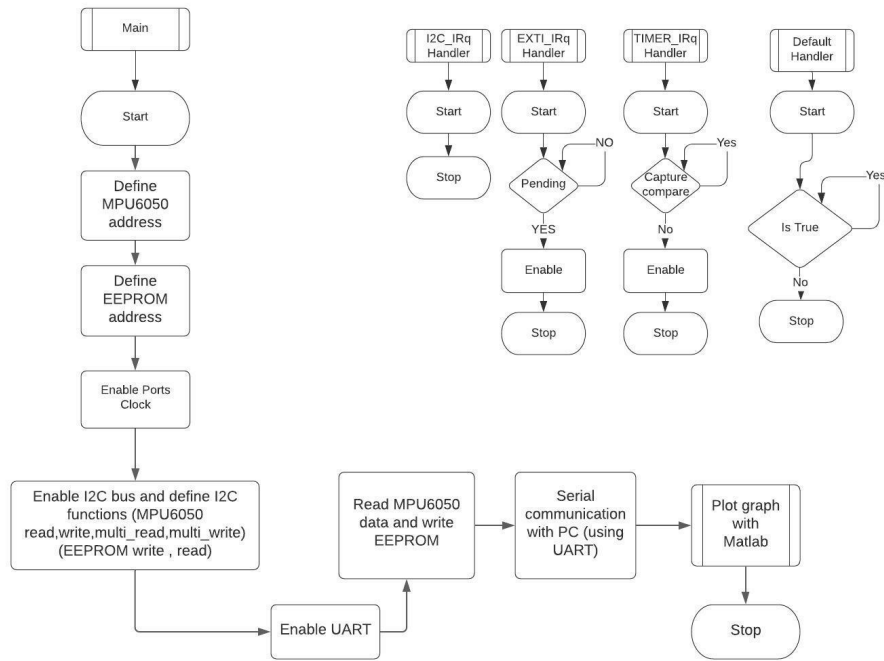 Main
Start
Define
MPU6050
address
Define
EEPROM
address
Enable Ports
Clock
Enable I2C bus and define I2C
functions (MPU6050
read,write,multi_read,multi_write)
(EEPROM write , read)
Enable UART
Read MPU6050
data and write
EEPROM
Serial
communication
with PC (using
UART)
Plot graph
with
Matlab
Stop
I2C_IRq
Handler
Start
Stop
EXTI_IRq
Handler
Start
Pending
NO
YES
Enable
Stop
TIMER_IRq
Handler
Start
Capture
compare
Yes
No
Enable
Stop
Default
Handler
Start
Is True
Yes
No
Stop